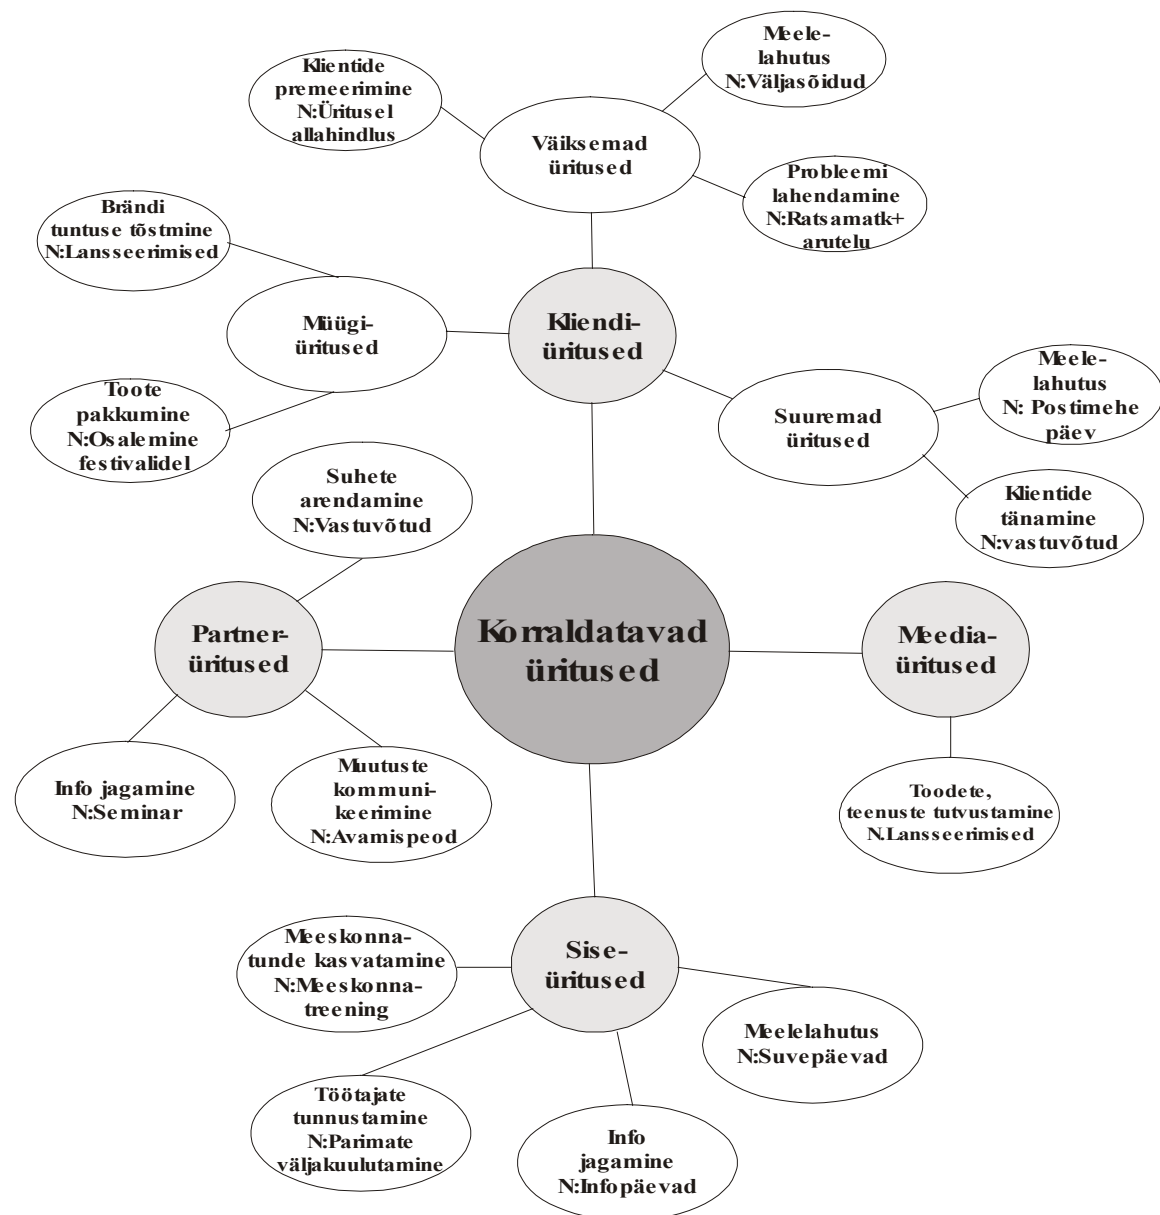 Meele-
lahutus
N:Väljasõidud
Klientide
premeerimine
N:Üritusel
allahindlus
Väiksemad
üritused
Probleemi
lahendamine
N:Ratsamatk+
arutelu
Brändi
tuntuse tõstmine
N:Lansseerimised
Müügi-
üritused
Kliendi-
üritused
Toote
pakkumine
N:Osalemine
festivalidel
Suuremad
üritused
Meele-
lahutus
N: Postimehe
päev
Klientide
tänamine
N:vastuvõtud
Suhete
arendamine
N:Vastuvõtud
Partner-
üritused
Korraldatavad
üritused
Meedia-
üritused
Info jagamine
N:Seminar
Muutuste
kommuni-
keerimine
N:Avamispeod
Toodete,
teenuste tutvustamine
N.Lansseerimised
Meeskonna-
tunde kasvatamine
N:Meeskonna-
treening
Sise-
üritused
Meelelahutus
N:Suvepäevad
Töötajate
tunnustamine
N:Parimate
väljakuulutamine
Info
jagamine
N:Infopäevad